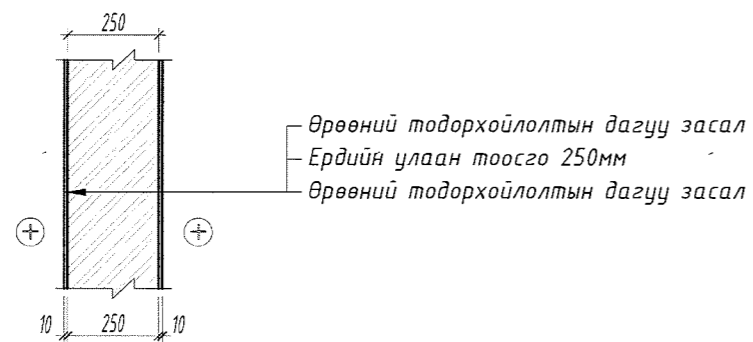 250
Өрөөний тодорхойлолтын дагуу засал
Ердийн улаан тоосго 250мм
Өрөөний тодорхойлолтын дагуу засал
+ +
10 250 10